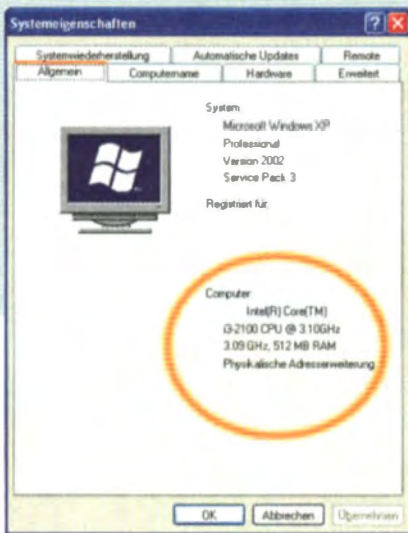 Systemeigenschaften
Systemwiederherstellung Automatische Updates Remote
Allgemein Computername Hardware Erweitert
System
Microsoft Windows XP
Professional
Version 2002
Service Pack 3
Registriert für
Computer
Intel(R) Core(TM)
i3-2100 CPU @ 3.10GHz
3.09 GHz, 512 MB RAM
Physikalische Adresserweiterung
OK Abbrechen Übernehmen